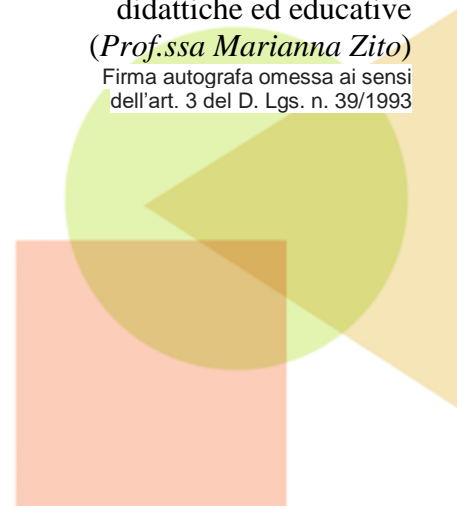 didattiche ed educative
(Prof.ssa Marianna Zito)
Firma autografa omessa ai sensi
dell'art. 3 del D. Lgs. n. 39/1993